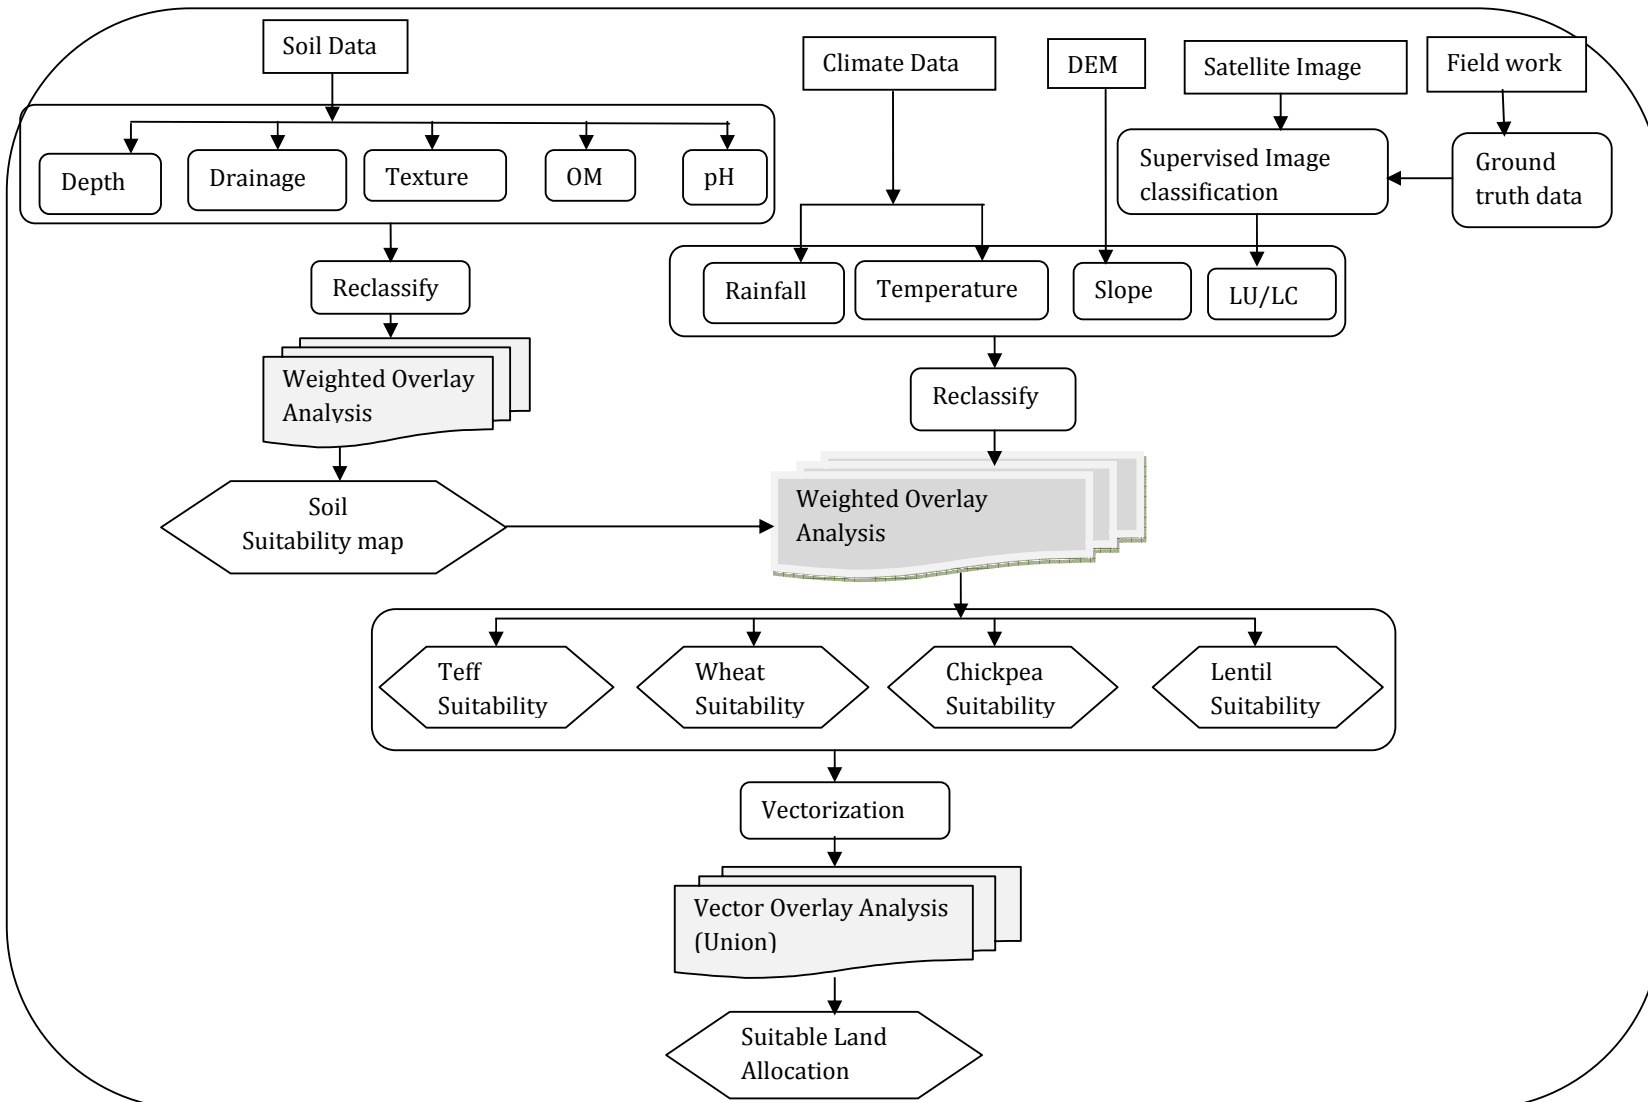 Soil Data
Climate Data
DEM
Satellite Image
Field work
Depth
Drainage
Texture
OM
pH
Supervised Image
classification
Ground
truth data
Reclassify
Rainfall
Temperature
Slope
LU/LC
Weighted Overlay
Analysis
Reclassify
Soil
Suitability map
Weighted Overlay
Analysis
Teff
Suitability
Wheat
Suitability
Chickpea
Suitability
Lentil
Suitability
Vectorization
Vector Overlay Analysis
(Union)
Suitable Land
Allocation